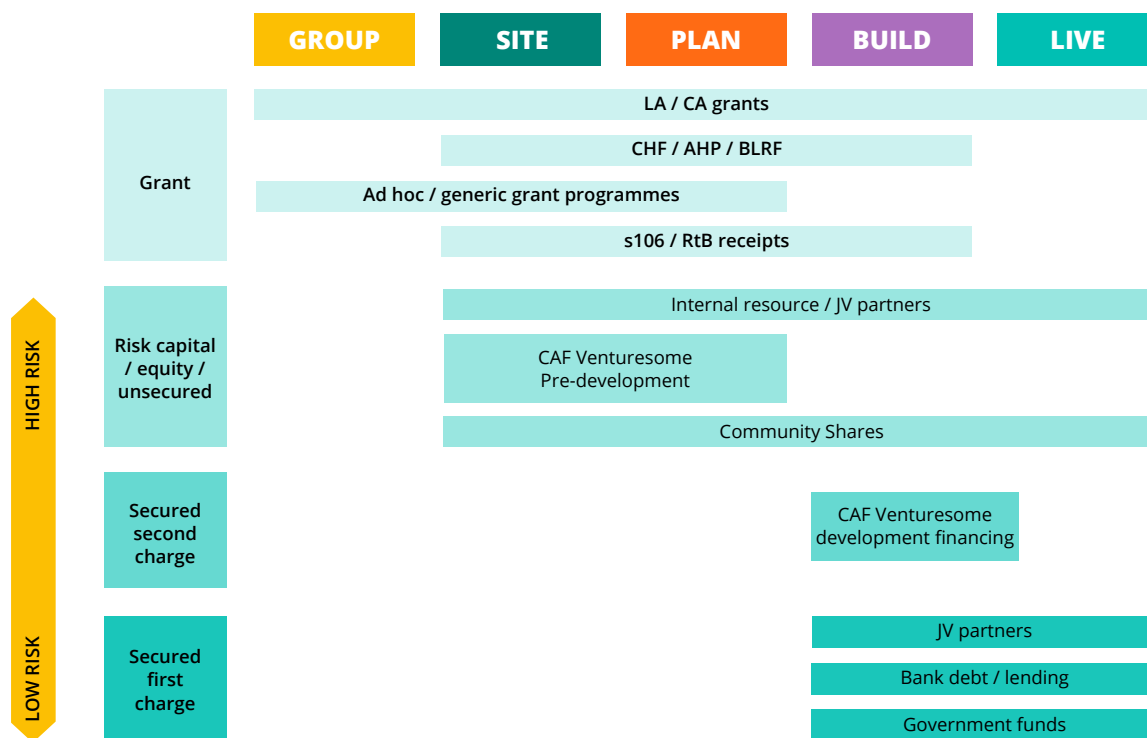 GROUP
SITE
PLAN
BUILD
LIVE
Grant
LA / CA grants
CHF / AHP / BLRF
Ad hoc / generic grant programmes
s106 / RtB receipts
HIGH RISK
LOW RISK
Risk capital
/ equity /
unsecured
Internal resource / JV partners
CAF Venturesome
Pre-development
Community Shares
Secured
second
charge
CAF Venturesome
development financing
Secured
first
charge
JV partners
Bank debt / lending
Government funds